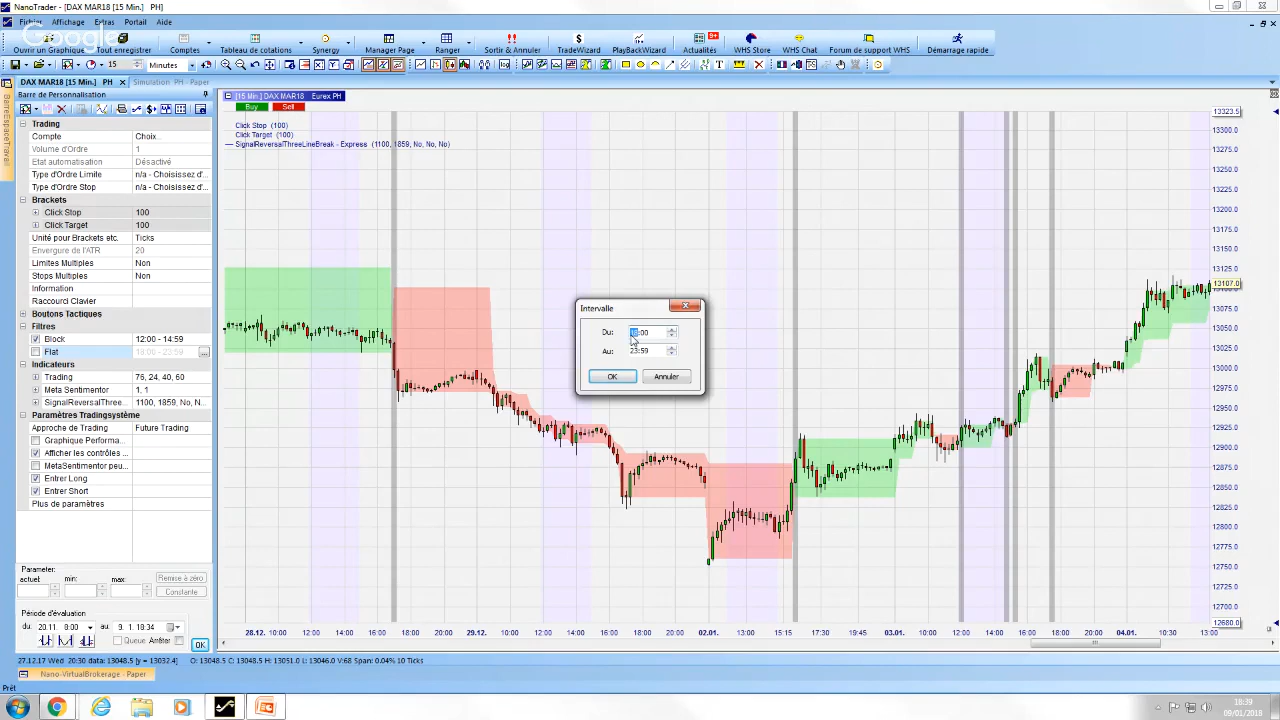 NanoTrader - [DAX MAR18 [15 Min.] PH]
Fichier Affichage Extras Portail Aide
Google
Ouvrir un Graphique Tout enregistrer Comptes Tableau de cotations Synergy Manager Page Ranger Sortir & Annuler TradeWizard PlayBackWizard Actualités 9+ WHS Store WHS Chat Forum de support WHS Démarrage rapide
15 Minutes
DAX MAR18 [15 Min.] PH Simulation PH - Paper
Barre de Personnalisation
BarreEspaceTravail
Trading
Compte Choix...
Volume d'Ordre 1
Etat automatisation Désactivé
Type d'Ordre Limite n/a - Choisissez d'...
Type d'Ordre Stop n/a - Choisissez d'...
Brackets
Click Stop 100
Click Target 100
Unité pour Brackets etc. Ticks
Envergure de l'ATR 20
Limites Multiples Non
Stops Multiples Non
Information
Raccourci Clavier
Boutons Tactiques
Filtres
Block 12:00 - 14:59
Flat 18:00 - 23:59 ...
Indicateurs
Trading 76, 24, 40, 60
Meta Sentimentor 1, 1
SignalReversalThree... 1100, 1859, No, N...
Paramètres Tradingsystème
Approche de Trading Future Trading
Graphique Performa...
Afficher les contrôles ...
MetaSentimentor peu...
Entrer Long
Entrer Short
Plus de paramètres
Parameter:
actuel: min: max: Remise à zéro
Constante
Période d'évaluation
du: 20.11. 8:00 au: 9. 1. 18:34
Queue Arrêter OK
[15 Min.] DAX MAR18 Eurex PH
Buy Sell
Click Stop (100)
Click Target (100)
SignalReversalThreeLineBreak - Express (1100, 1859, No, No, No)
Intervalle
Du: 18:00
Au: 23:59
OK Annuler
13323.5
13300.0
13275.0
13250.0
13225.0
13200.0
13175.0
13150.0
13125.0
13107.0
13075.0
13050.0
13025.0
13000.0
12975.0
12950.0
12925.0
12900.0
12875.0
12850.0
12825.0
12800.0
12775.0
12750.0
12725.0
12700.0
12680.0
28.12. 10:00 12:00 14:00 16:00 18:00 20:00 29.12. 10:00 12:00 14:00 16:00 18:00 20:00 02.01. 13:00 15:15 17:30 19:45 03.01. 10:00 12:00 14:00 16:00 18:00 20:00 04.01. 10:30 13:00
27.12.17 Wed 20:30 data: 13048.5 [y = 13032.4] O: 13048.5 C: 13048.5 H: 13051.0 L: 13046.0 V:68 Span: 0.04% 10 Ticks
Nano-VirtualBrokerage - Paper
Prêt
18:39
09/01/2018